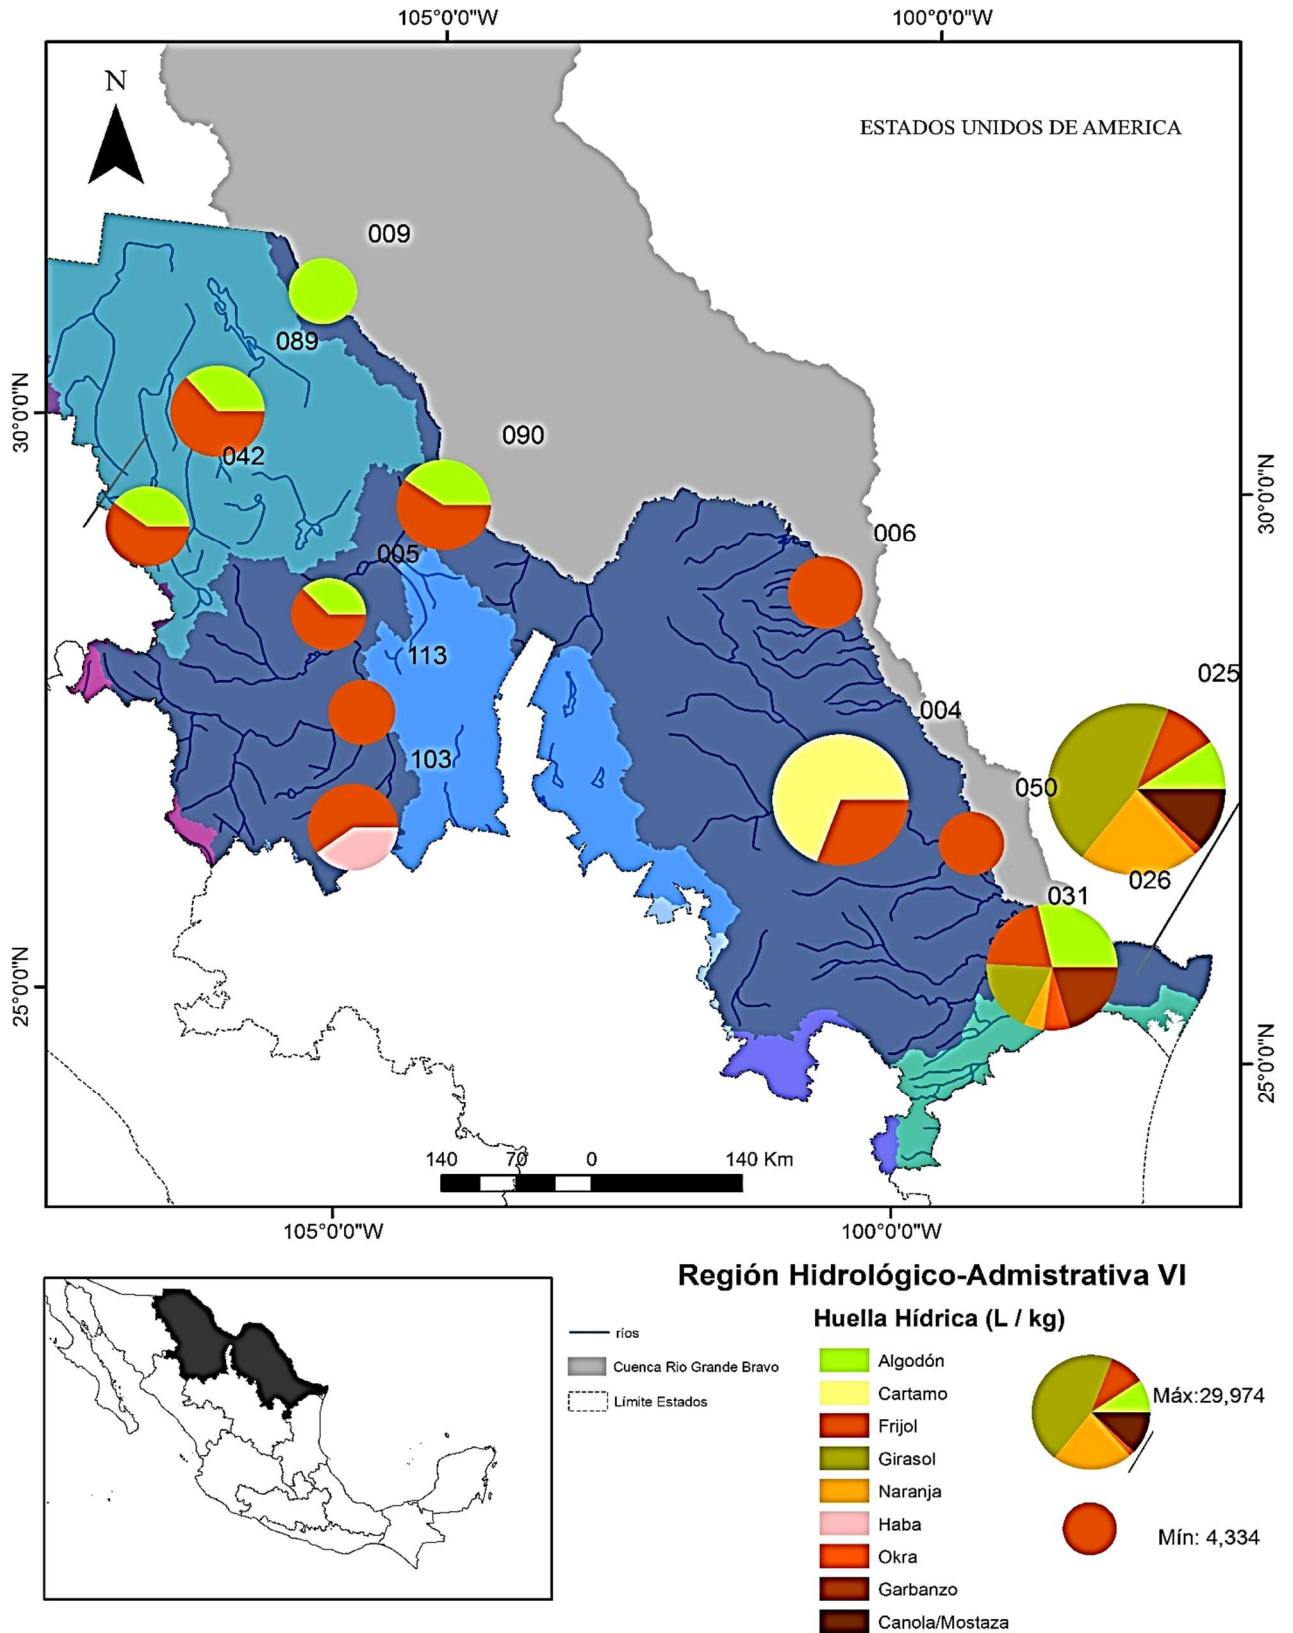 105°0'0"W
100°0'0"W
N
ESTADOS UNIDOS DE AMERICA
009
089
30°0'0"N
090
042
30°0'0"N
006
005
113
025
004
103
050
026
031
25°0'0"N
25°0'0"N
140 70 0 140 Km
105°0'0"W
100°0'0"W
Región Hidrológico-Admistrativa VI
Huella Hídrica (L / kg)
ríos
Cuenca Rio Grande Bravo
Límite Estados
Algodón
Cartamo
Frijol
Girasol
Naranja
Haba
Okra
Garbanzo
Canola/Mostaza
Máx:29,974
Mín: 4,334